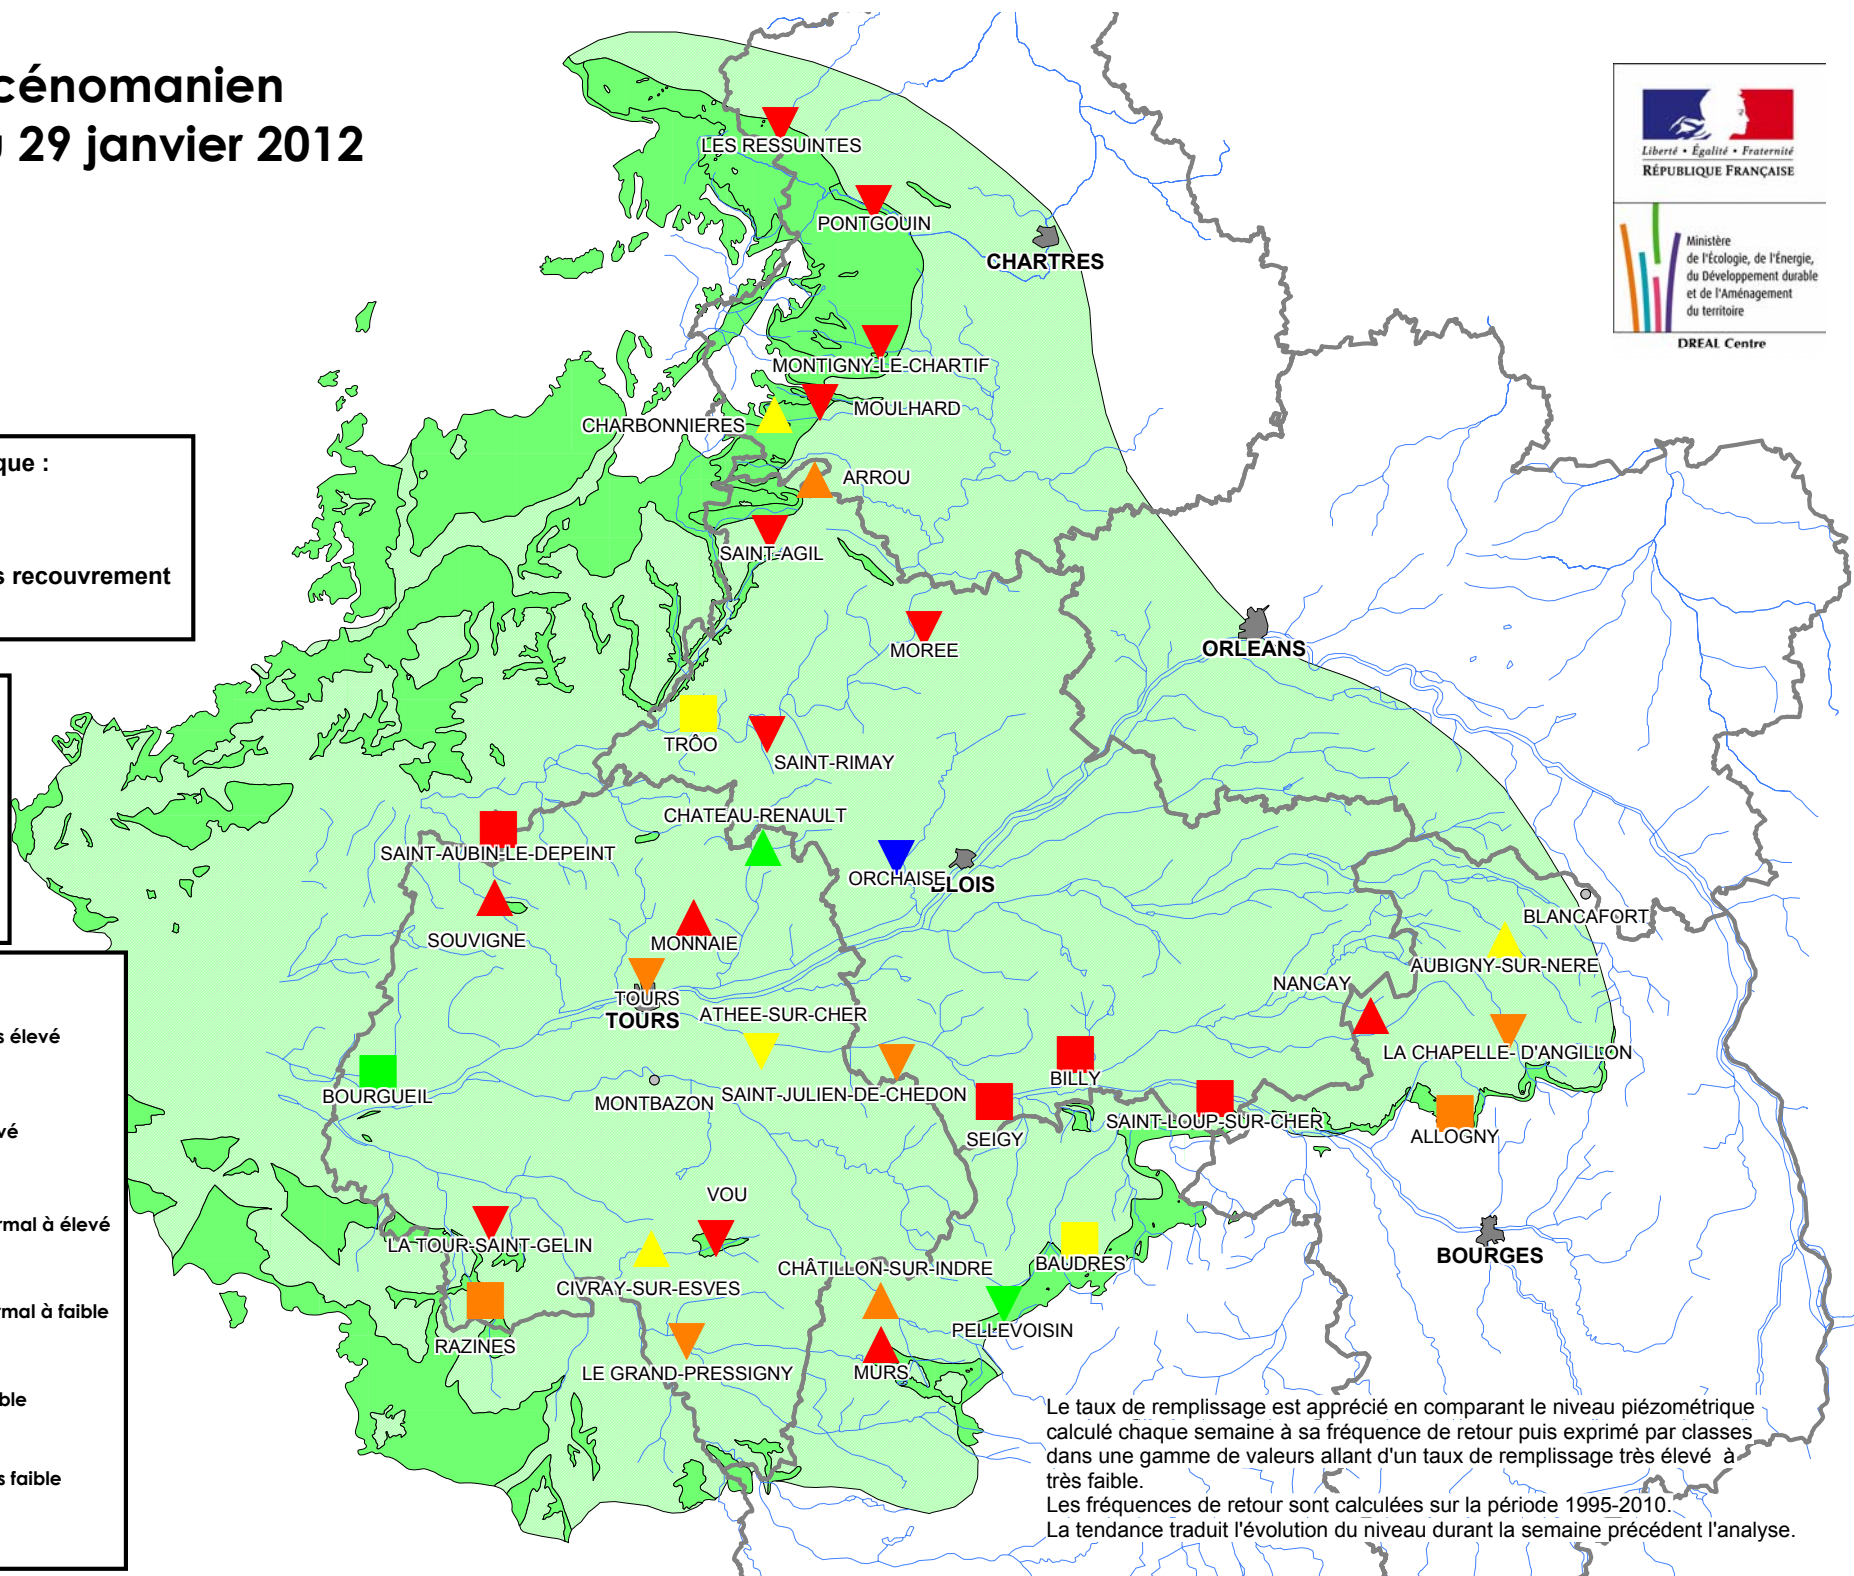 cénomanien
29 janvier 2012
Liberté • Égalité • Fraternité
RÉPUBLIQUE FRANÇAISE
Ministère
de l'Écologie, de l'Énergie,
du Développement durable
et de l'Aménagement
du territoire
DREAL Centre
LES RESSUINTES
PONTGOUIN
CHARTRES
MONTIGNY-LE-CHARTIF
MOULHARD
CHARBONNIERES
que :
ARROU
SAINT-AGIL
s recouvrement
MOREE
ORLEANS
TRÔO
SAINT-RIMAY
CHATEAU-RENAULT
SAINT-AUBIN-LE-DEPEINT
ORCHAISE
BLOIS
BLANCAFORT
SOUVIGNE
MONNAIE
AUBIGNY-SUR-NERE
NANCAY
TOURS
TOURS
ATHEE-SUR-CHER
s élevé
LA CHAPELLE- D'ANGILLON
BILLY
BOURGUEIL
MONTBAZON
SAINT-JULIEN-DE-CHEDON
SAINT-LOUP-SUR-CHER
vé
SEIGY
ALLOGNY
VOU
rmal à élevé
LA TOUR-SAINT-GELIN
BOURGES
CHÂTILLON-SUR-INDRE
BAUDRES
CIVRAY-SUR-ESVES
rmal à faible
PELLEVOISIN
RAZINES
LE GRAND-PRESSIGNY
MURS
ble
s faible
Le taux de remplissage est apprécié en comparant le niveau piézométrique
calculé chaque semaine à sa fréquence de retour puis exprimé par classes
dans une gamme de valeurs allant d'un taux de remplissage très élevé à
très faible.
Les fréquences de retour sont calculées sur la période 1995-2010.
La tendance traduit l'évolution du niveau durant la semaine précédent l'analyse.